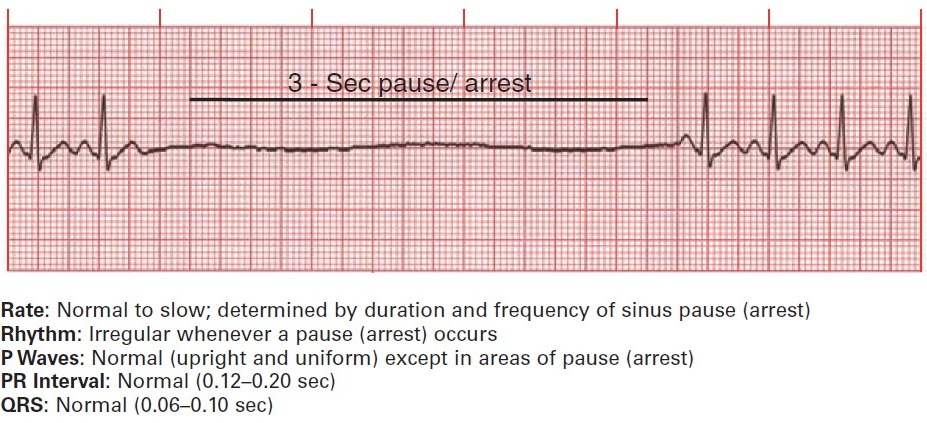 3 - Sec pause/ arrest
Rate: Normal to slow; determined by duration and frequency of sinus pause (arrest)
Rhythm: Irregular whenever a pause (arrest) occurs
P Waves: Normal (upright and uniform) except in areas of pause (arrest)
PR Interval: Normal (0.12–0.20 sec)
QRS: Normal (0.06–0.10 sec)